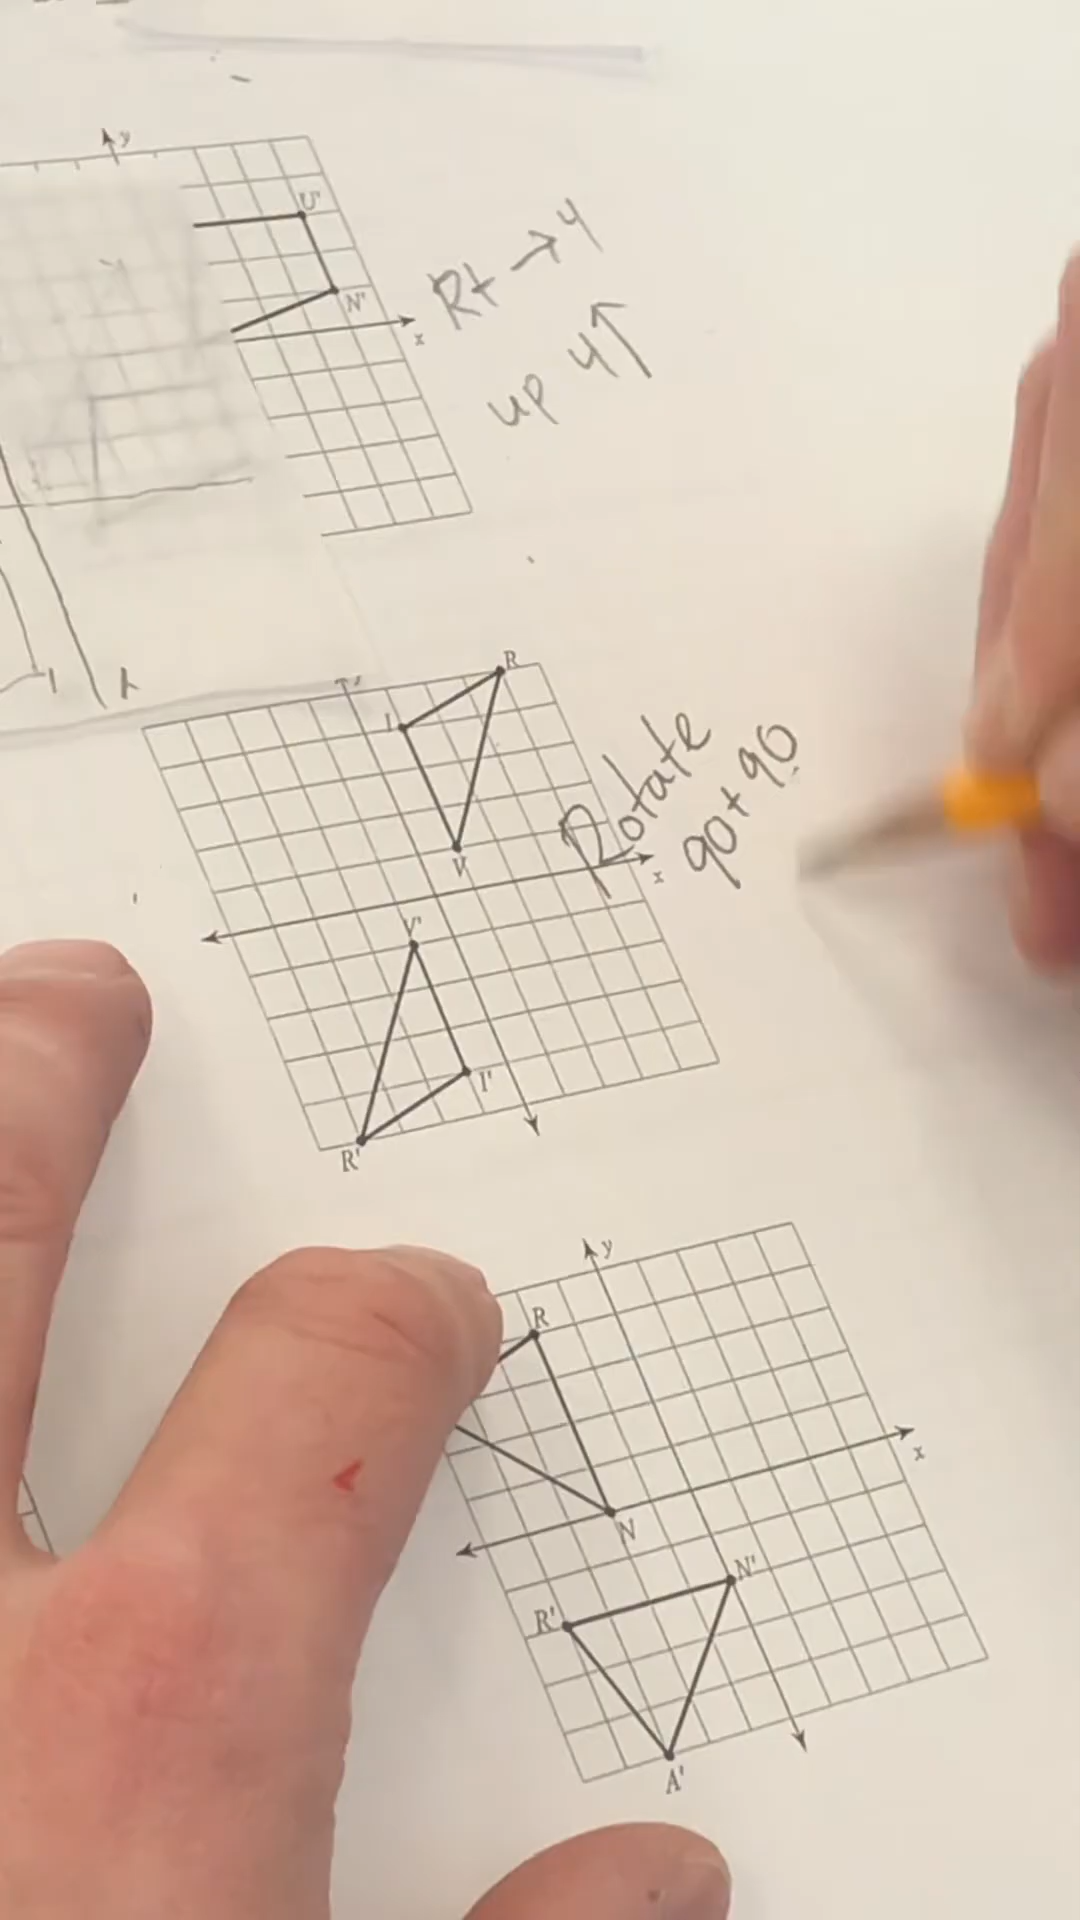 y
U'
N'
x
Rt → 4
up 4 ↑
R
I
V
x
Rotate
90 + 90
V'
I'
R'
y
R
x
N
N'
R'
A'